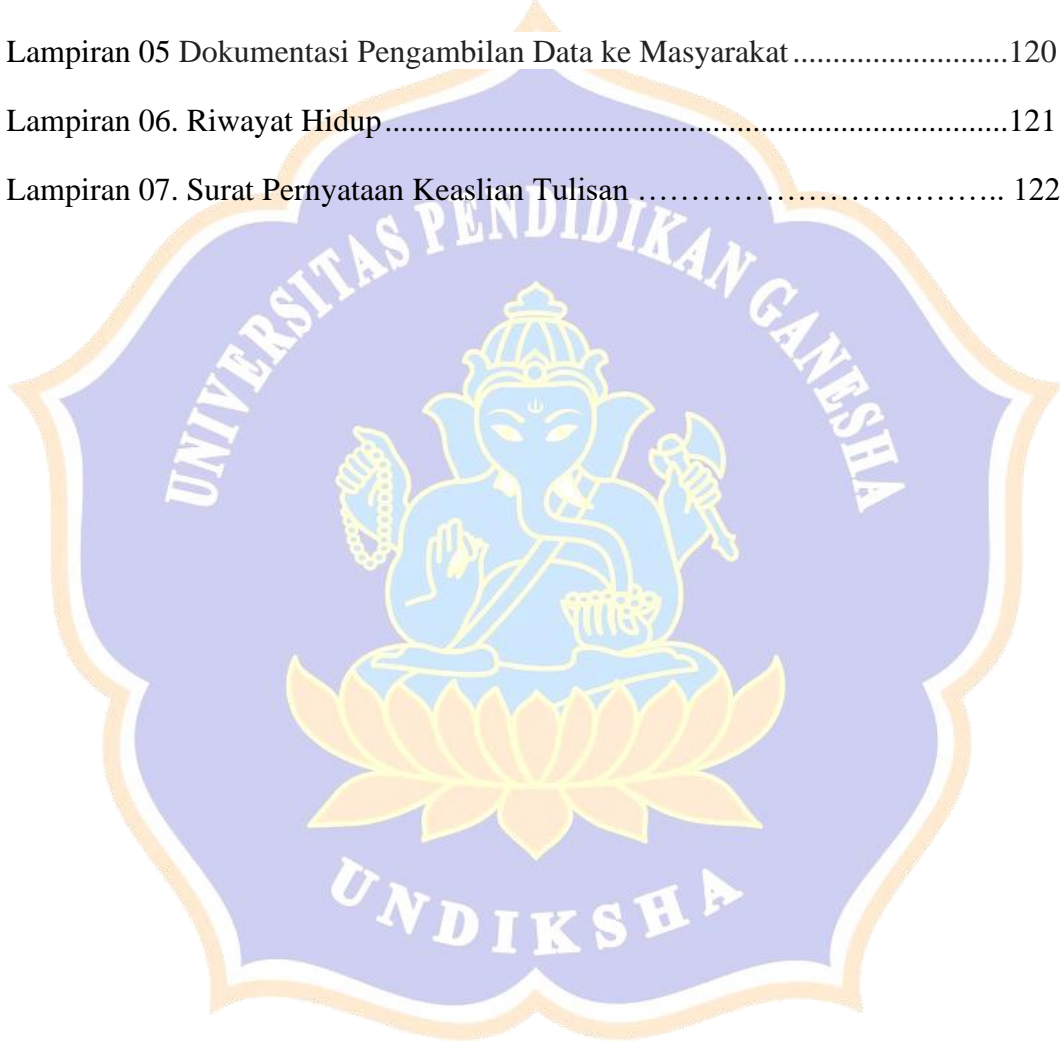 Lampiran 05 Dokumentasi Pengambilan Data ke Masyarakat...........................120
Lampiran 06. Riwayat Hidup................................................................................121
Lampiran 07. Surat Pernyataan Keaslian Tulisan ……………………………….. 122
UNIVERSITAS PENDIDIKAN GANESHA
UNDIKSHA